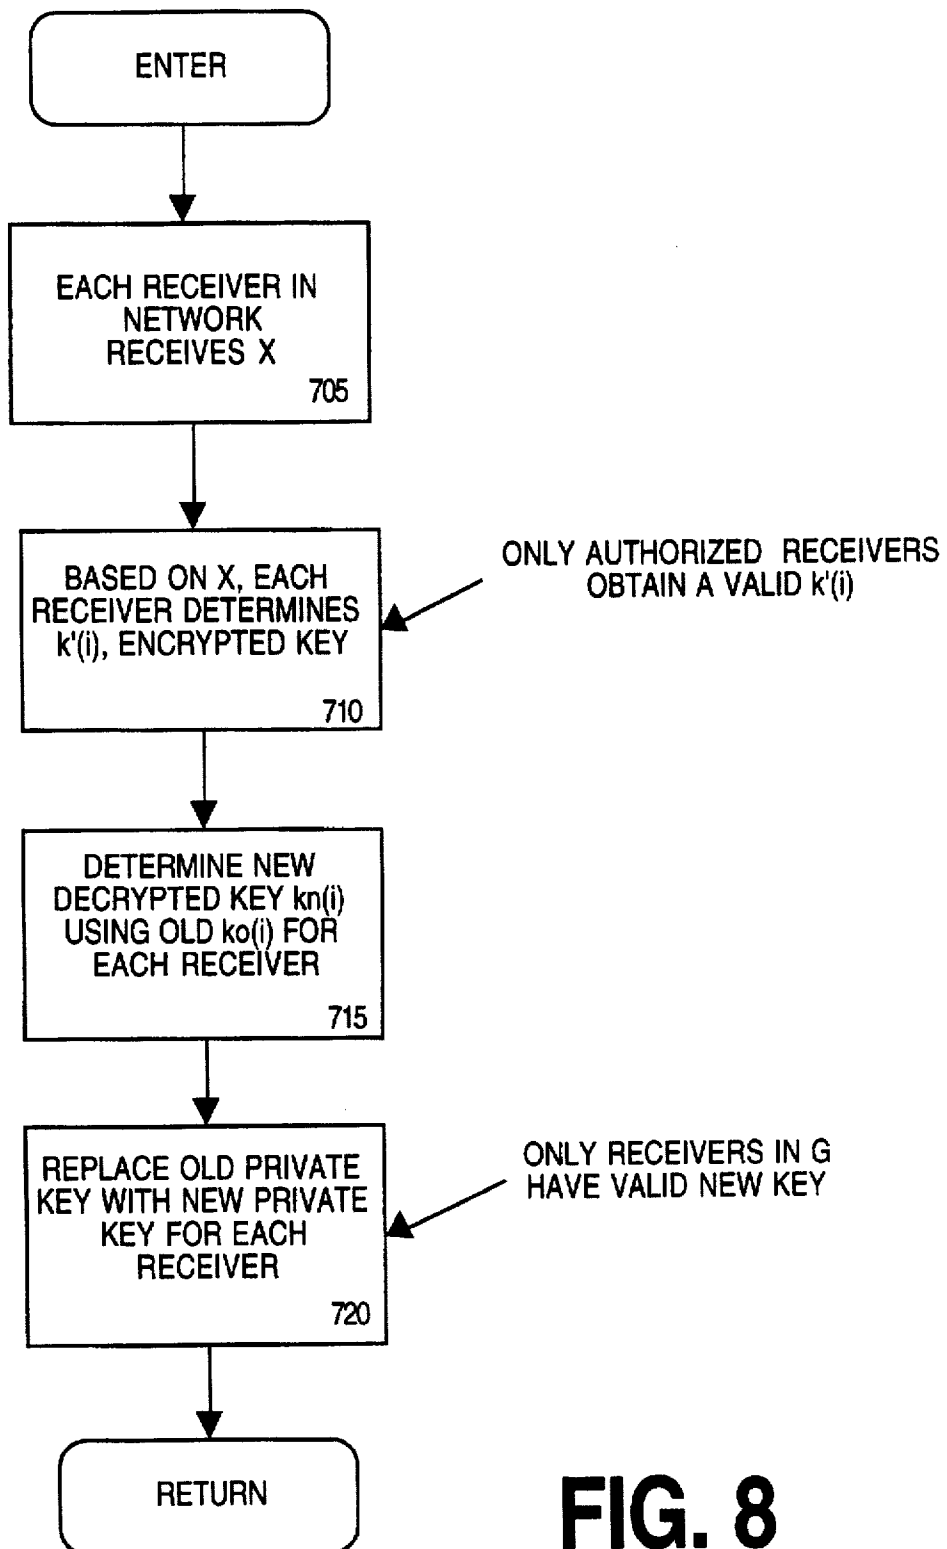 ENTER
EACH RECEIVER IN
NETWORK
RECEIVES X
705
BASED ON X, EACH
RECEIVER DETERMINES
k'(i), ENCRYPTED KEY
710
ONLY AUTHORIZED RECEIVERS
OBTAIN A VALID k'(i)
DETERMINE NEW
DECRYPTED KEY kn(i)
USING OLD ko(i) FOR
EACH RECEIVER
715
REPLACE OLD PRIVATE
KEY WITH NEW PRIVATE
KEY FOR EACH
RECEIVER
720
ONLY RECEIVERS IN G
HAVE VALID NEW KEY
RETURN
FIG. 8